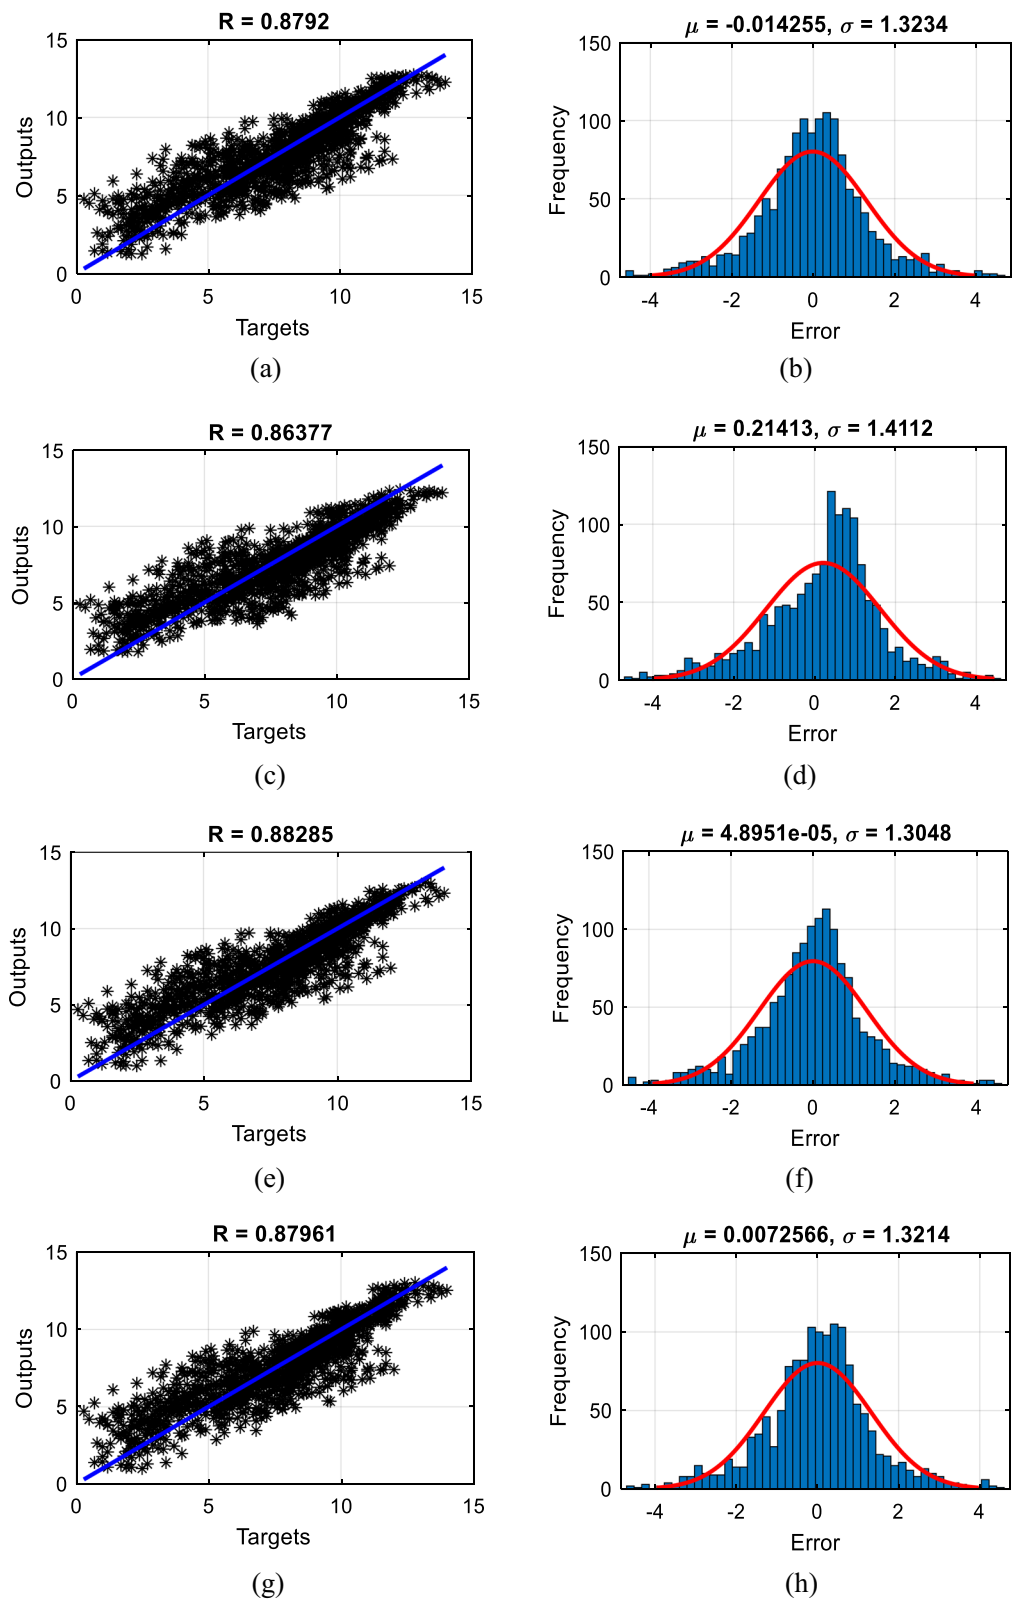 R = 0.8792
15
10
5
0
0 5 10 15
Outputs
Targets
(a)
μ = -0.014255, σ = 1.3234
150
100
50
0
-4 -2 0 2 4
Frequency
Error
(b)
R = 0.86377
15
10
5
0
0 5 10 15
Outputs
Targets
(c)
μ = 0.21413, σ = 1.4112
150
100
50
0
-4 -2 0 2 4
Frequency
Error
(d)
R = 0.88285
15
10
5
0
0 5 10 15
Outputs
Targets
(e)
μ = 4.8951e-05, σ = 1.3048
150
100
50
0
-4 -2 0 2 4
Frequency
Error
(f)
R = 0.87961
15
10
5
0
0 5 10 15
Outputs
Targets
(g)
μ = 0.0072566, σ = 1.3214
150
100
50
0
-4 -2 0 2 4
Frequency
Error
(h)